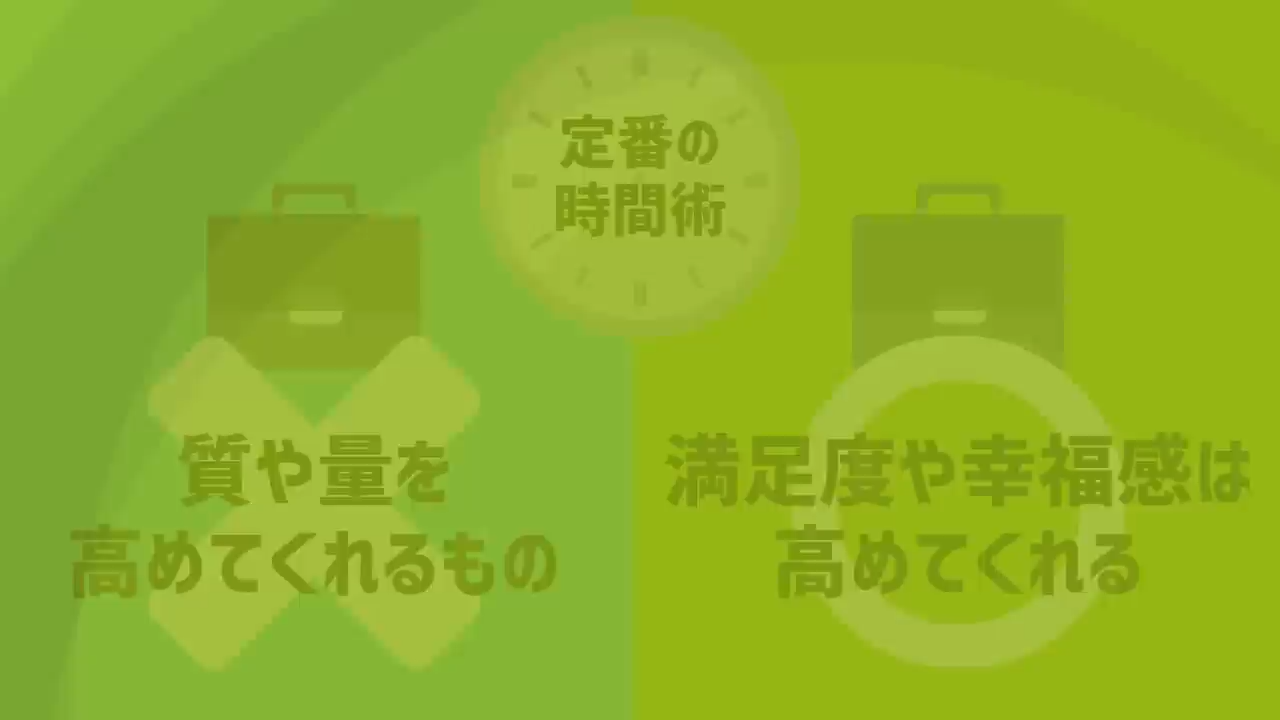 定番の
時間術
質や量を
高めてくれるもの
満足度や幸福感は
高めてくれる